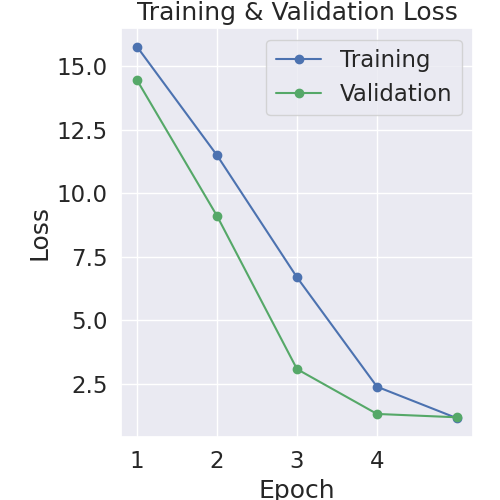 Training & Validation Loss
Training
Validation
Loss
15.0
12.5
10.0
7.5
5.0
2.5
1 2 3 4
Epoch